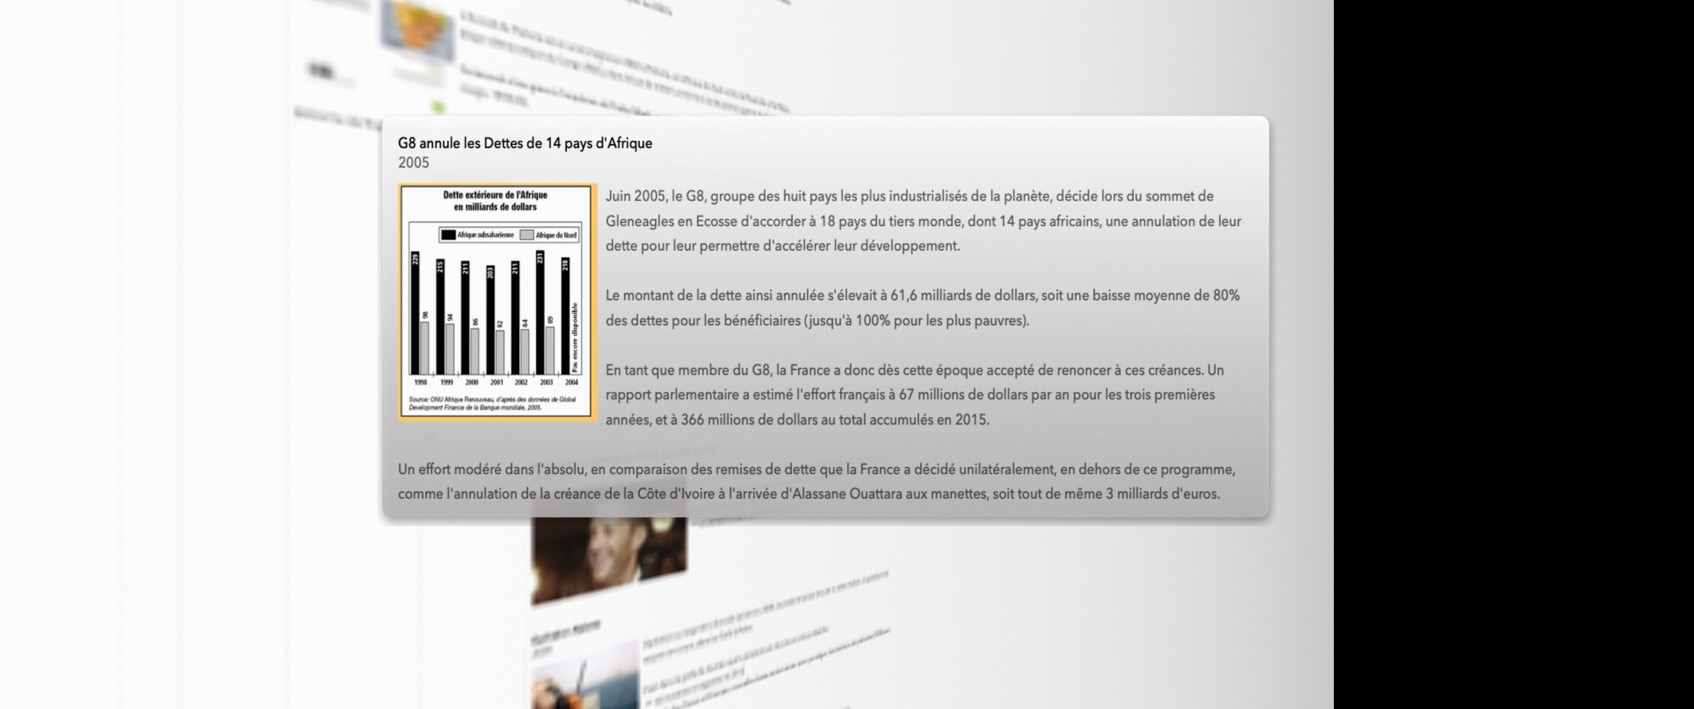 G8 annule les Dettes de 14 pays d'Afrique
2005
Dette extérieure de l'Afrique
en milliards de dollars
Afrique subsaharienne Afrique du Nord
229 215 211 203 211 231 218
98 94 86 82 84 89 Pas encore disponible
1998 1999 2000 2001 2002 2003 2004
Source: ONU Afrique Renouveau, d'après des données de Global
Development Finance de la Banque mondiale, 2005.
Juin 2005, le G8, groupe des huit pays les plus industrialisés de la planète, décide lors du sommet de
Gleneagles en Ecosse d'accorder à 18 pays du tiers monde, dont 14 pays africains, une annulation de leur
dette pour leur permettre d'accélérer leur développement.
Le montant de la dette ainsi annulée s'élevait à 61,6 milliards de dollars, soit une baisse moyenne de 80%
des dettes pour les bénéficiaires (jusqu'à 100% pour les plus pauvres).
En tant que membre du G8, la France a donc dès cette époque accepté de renoncer à ces créances. Un
rapport parlementaire a estimé l'effort français à 67 millions de dollars par an pour les trois premières
années, et à 366 millions de dollars au total accumulés en 2015.
Un effort modéré dans l'absolu, en comparaison des remises de dette que la France a décidé unilatéralement, en dehors de ce programme,
comme l'annulation de la créance de la Côte d'Ivoire à l'arrivée d'Alassane Ouattara aux manettes, soit tout de même 3 milliards d'euros.